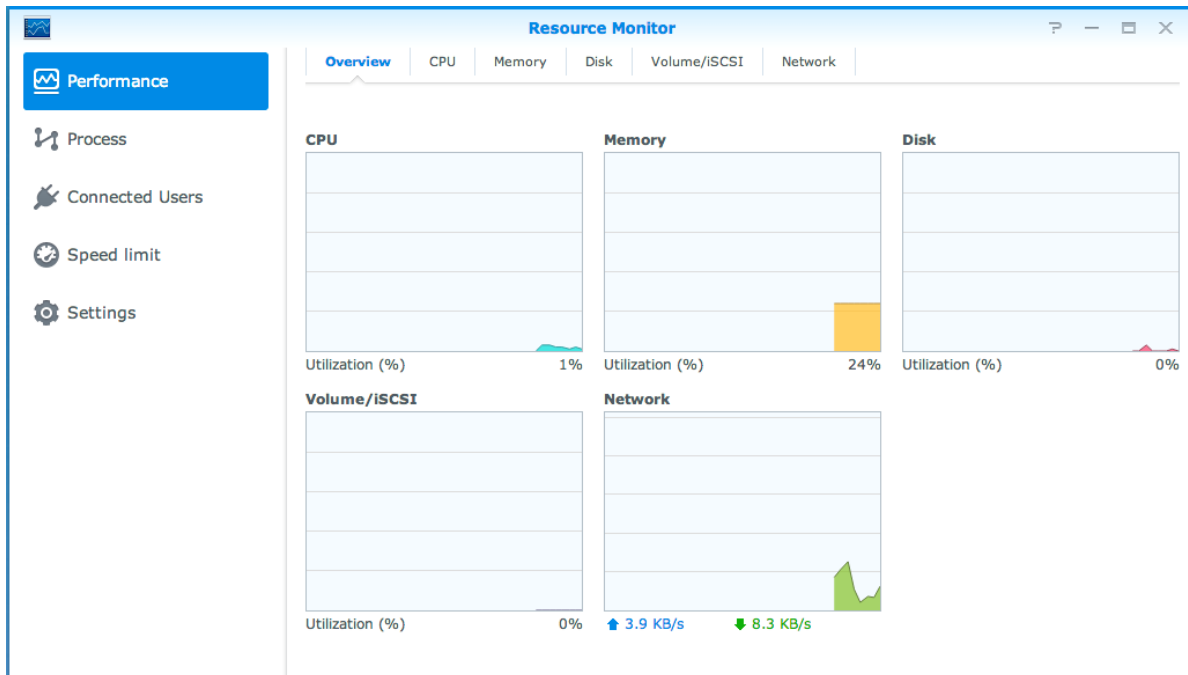 Resource Monitor
?
Performance
Process
Connected Users
Speed limit
Settings
Overview CPU Memory Disk Volume/iSCSI Network
CPU Memory Disk
Utilization (%) 1% Utilization (%) 24% Utilization (%) 0%
Volume/iSCSI Network
Utilization (%) 0% 3.9 KB/s 8.3 KB/s